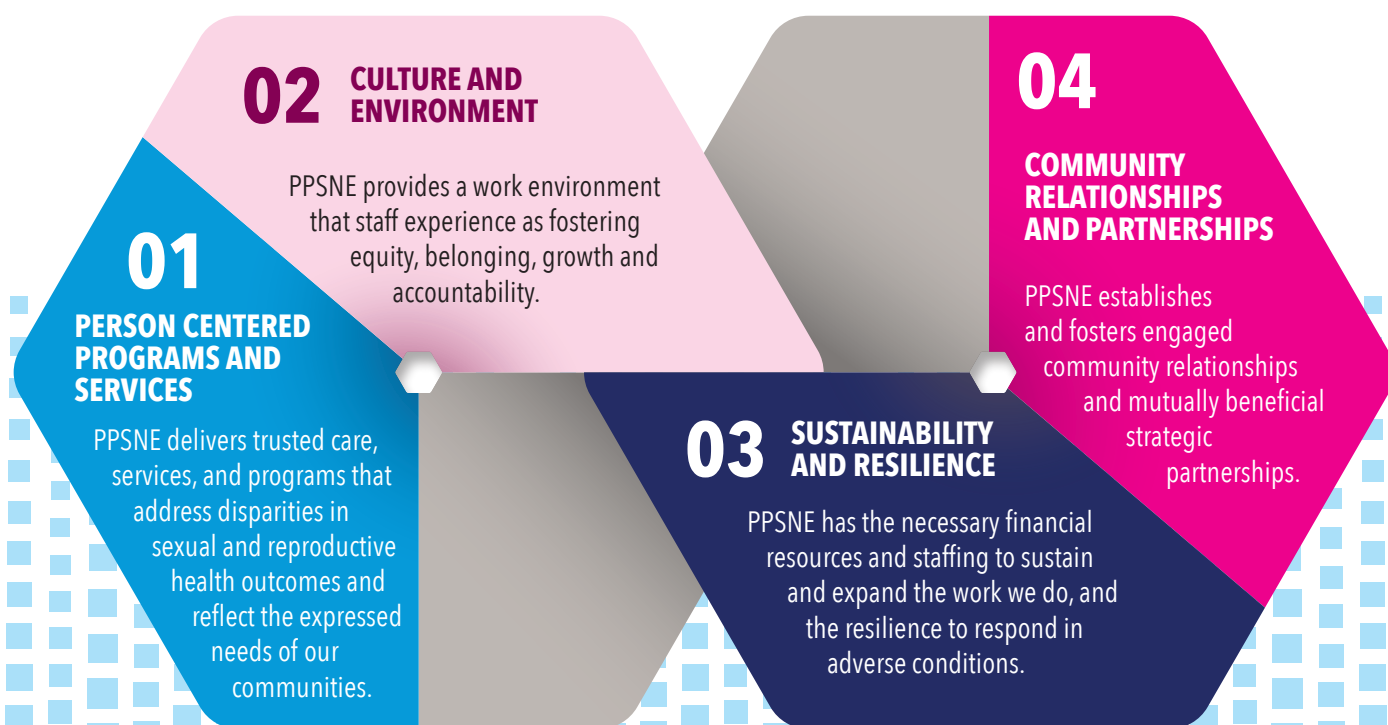 01
PERSON CENTERED
PROGRAMS AND
SERVICES
PPSNE delivers trusted care,
services, and programs that
address disparities in
sexual and reproductive
health outcomes and
reflect the expressed
needs of our
communities.
02
CULTURE AND
ENVIRONMENT
PPSNE provides a work environment
that staff experience as fostering
equity, belonging, growth and
accountability.
03
SUSTAINABILITY
AND RESILIENCE
PPSNE has the necessary financial
resources and staffing to sustain
and expand the work we do, and
the resilience to respond in
adverse conditions.
04
COMMUNITY
RELATIONSHIPS
AND PARTNERSHIPS
PPSNE establishes
and fosters engaged
community relationships
and mutually beneficial
strategic
partnerships.